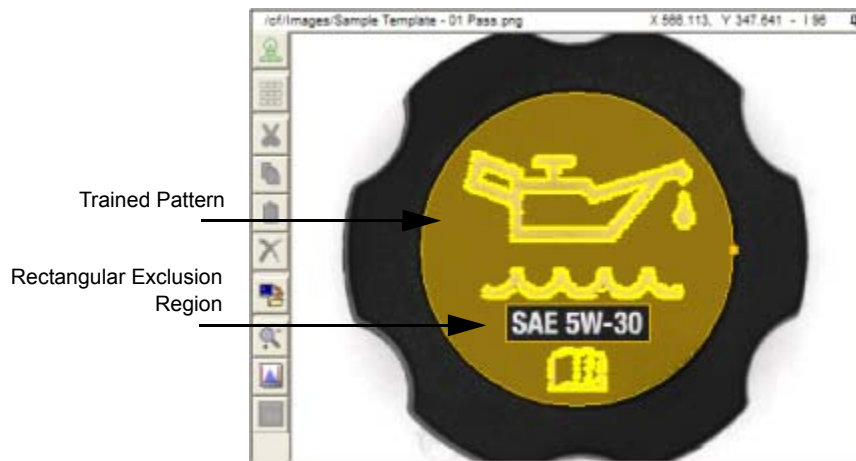 /cf/Images/Sample Template - 01 Pass.png
X 566.113, Y 347.641 - I 96
Trained Pattern
Rectangular Exclusion
Region
SAE 5W-30